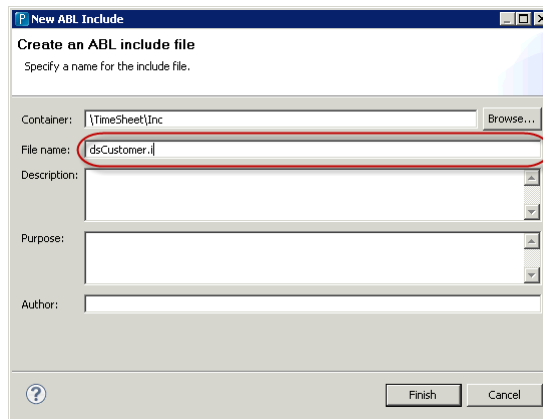 New ABL Include
Create an ABL include file
Specify a name for the include file.
Container: \TimeSheet\Inc Browse...
File name: dsCustomer.i
Description:
Purpose:
Author:
? Finish Cancel